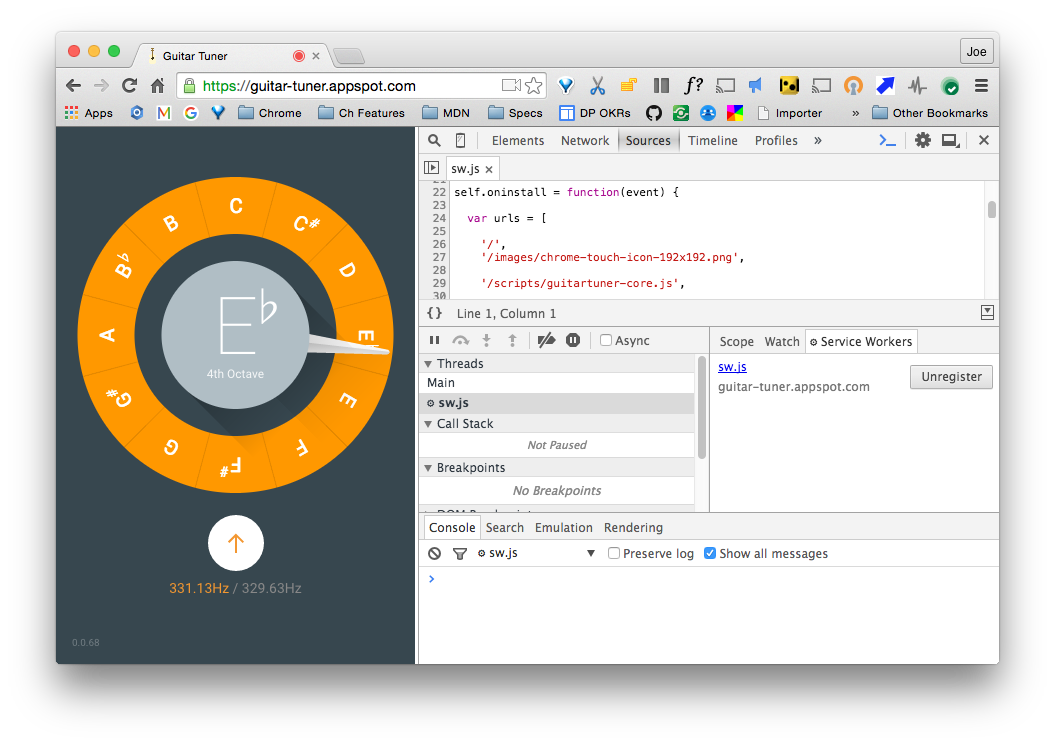 Guitar Tuner
Joe
https://guitar-tuner.appspot.com
f?
Apps
Chrome
Ch Features
MDN
Specs
DP OKRs
Importer
»
Other Bookmarks
C
C#
D
E♭
E
F
F#
G
G#
A
B♭
B
E♭
4th Octave
331.13Hz / 329.63Hz
0.0.68
Elements Network Sources Timeline Profiles »
sw.js
21
22 self.oninstall = function(event) {
23
24 var urls = [
25
26 '/',
27 '/images/chrome-touch-icon-192x192.png',
28
29 '/scripts/guitartuner-core.js',
30
{} Line 1, Column 1
Async
Threads
Main
sw.js
Call Stack
Not Paused
Breakpoints
No Breakpoints
DOM Breakpoints
Scope Watch Service Workers
sw.js
guitar-tuner.appspot.com
Unregister
Console Search Emulation Rendering
sw.js Preserve log Show all messages